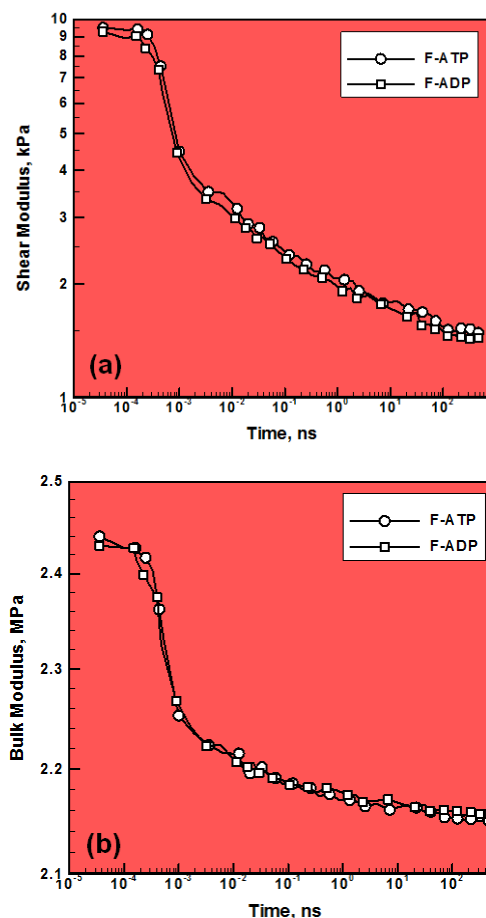 10
9
8
7
6
5
4
3
2
1
Shear Modulus, kPa
F-ATP
F-ADP
(a)
10⁻⁵ 10⁻⁴ 10⁻³ 10⁻² 10⁻¹ 10⁰ 10¹ 10²
Time, ns
2.5
2.4
2.3
2.2
2.1
Bulk Modulus, MPa
F-ATP
F-ADP
(b)
10⁻⁵ 10⁻⁴ 10⁻³ 10⁻² 10⁻¹ 10⁰ 10¹ 10²
Time, ns